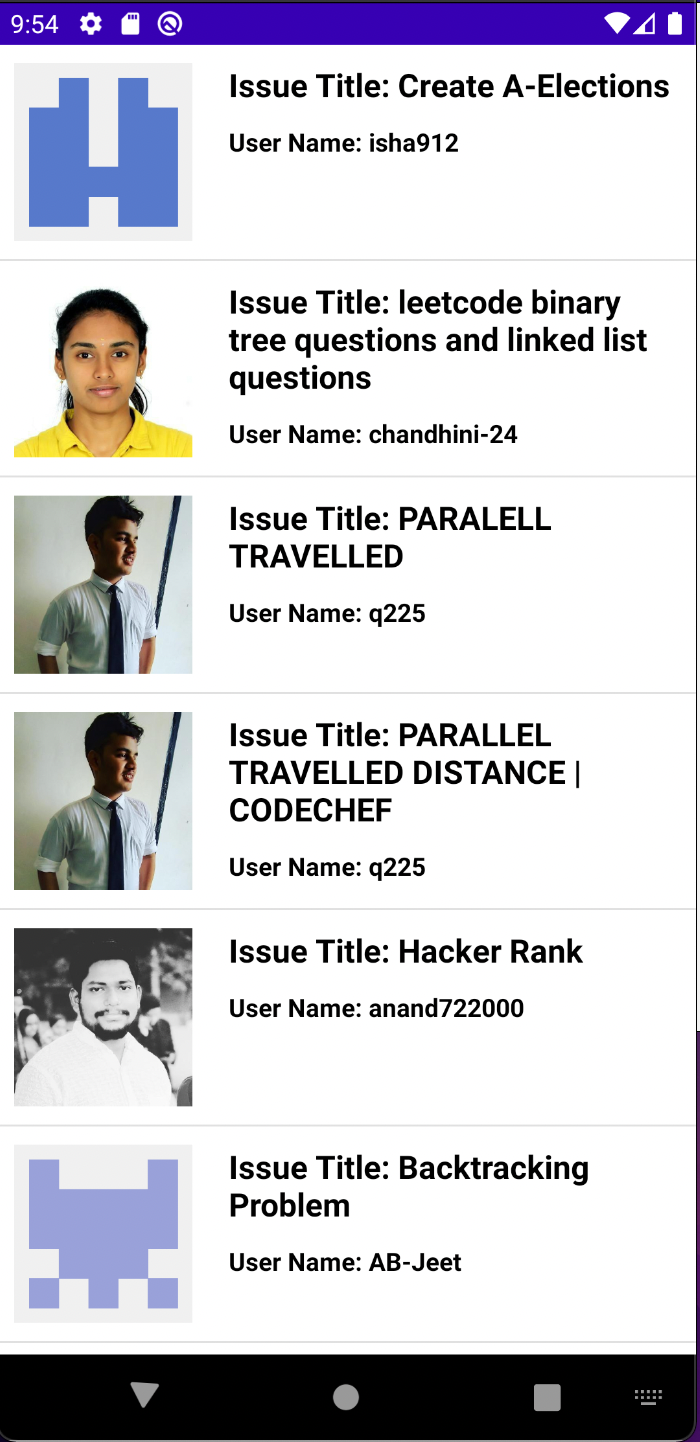 9:54
Issue Title: Create A-Elections
User Name: isha912
Issue Title: leetcode binary
tree questions and linked list
questions
User Name: chandhini-24
Issue Title: PARALELL
TRAVELLED
User Name: q225
Issue Title: PARALLEL
TRAVELLED DISTANCE |
CODECHEF
User Name: q225
Issue Title: Hacker Rank
User Name: anand722000
Issue Title: Backtracking
Problem
User Name: AB-Jeet